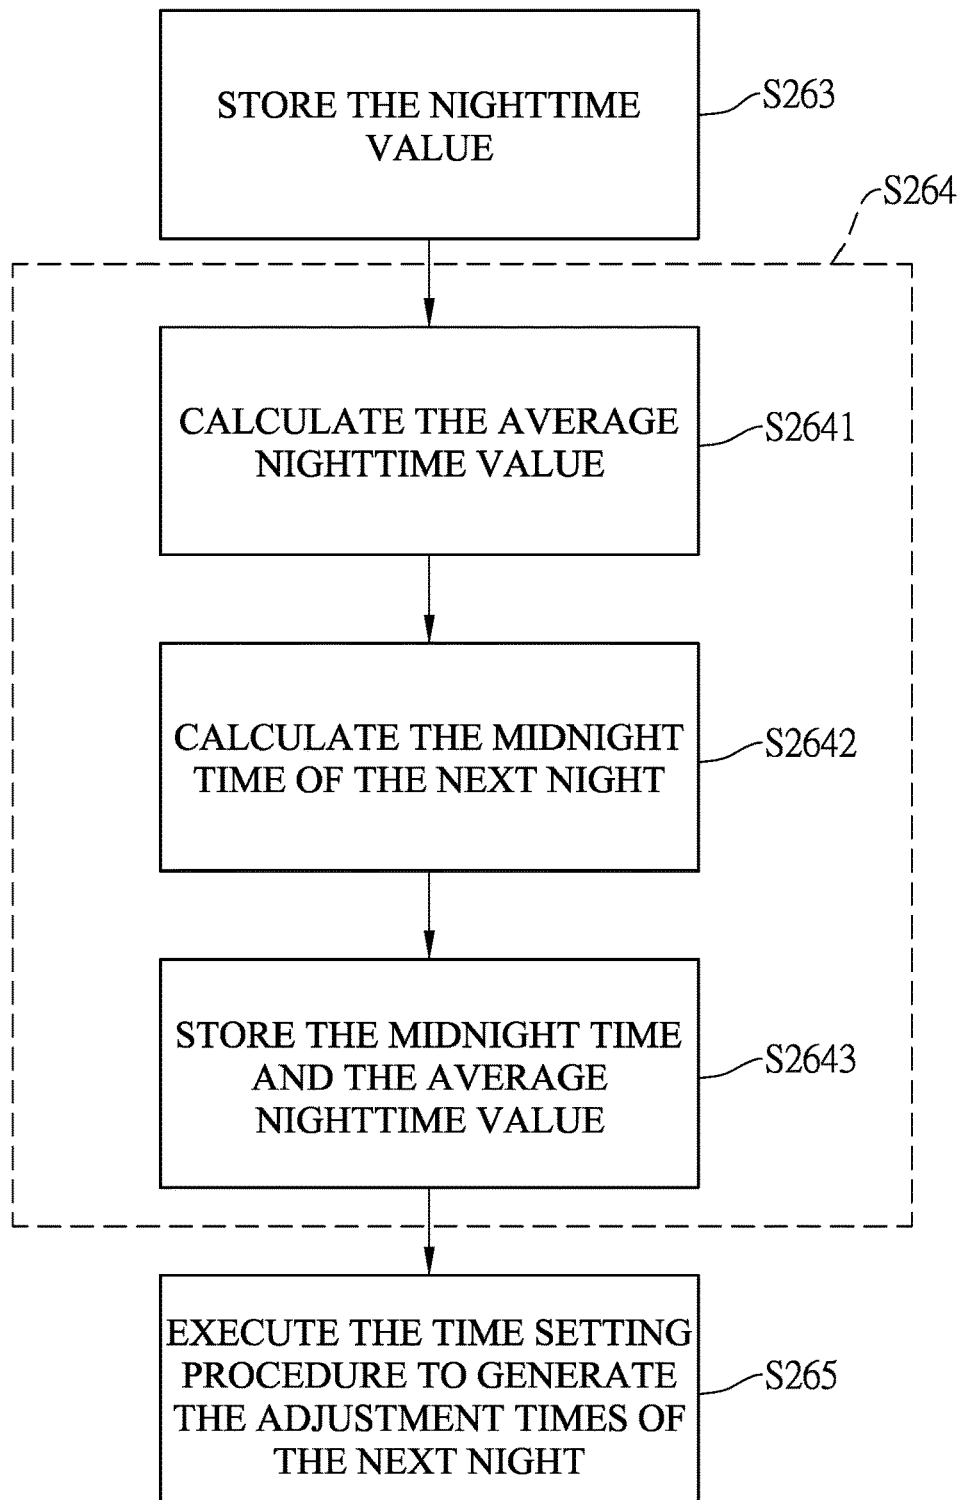 STORE THE NIGHTTIME
VALUE
S263
S264
CALCULATE THE AVERAGE
NIGHTTIME VALUE
S2641
CALCULATE THE MIDNIGHT
TIME OF THE NEXT NIGHT
S2642
STORE THE MIDNIGHT TIME
AND THE AVERAGE
NIGHTTIME VALUE
S2643
EXECUTE THE TIME SETTING
PROCEDURE TO GENERATE
THE ADJUSTMENT TIMES OF
THE NEXT NIGHT
S265